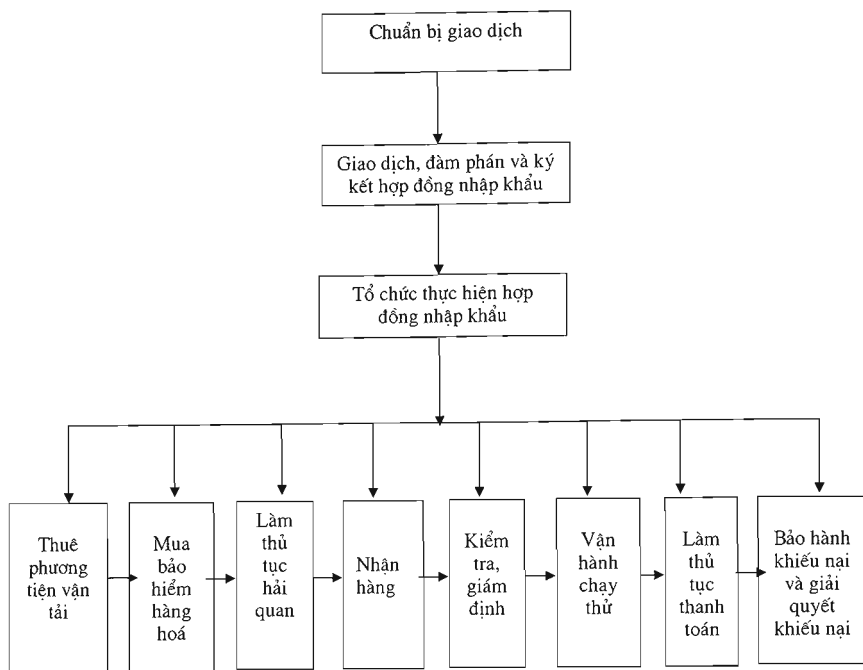 Chuẩn bị giao dịch
Giao dịch, đàm phán và ký
kết hợp đồng nhập khẩu
Tổ chức thực hiện hợp
đồng nhập khẩu
Thuê
phương
tiện vận
tải
Mua
bảo
hiểm
hàng
hoá
Làm
thủ
tục
hải
quan
Nhận
hàng
Kiểm
tra,
giám
định
Vận
hành
chạy
thử
Làm
thủ
tục
thanh
toán
Bảo hành
khiếu nại
và giải
quyết
khiếu nại